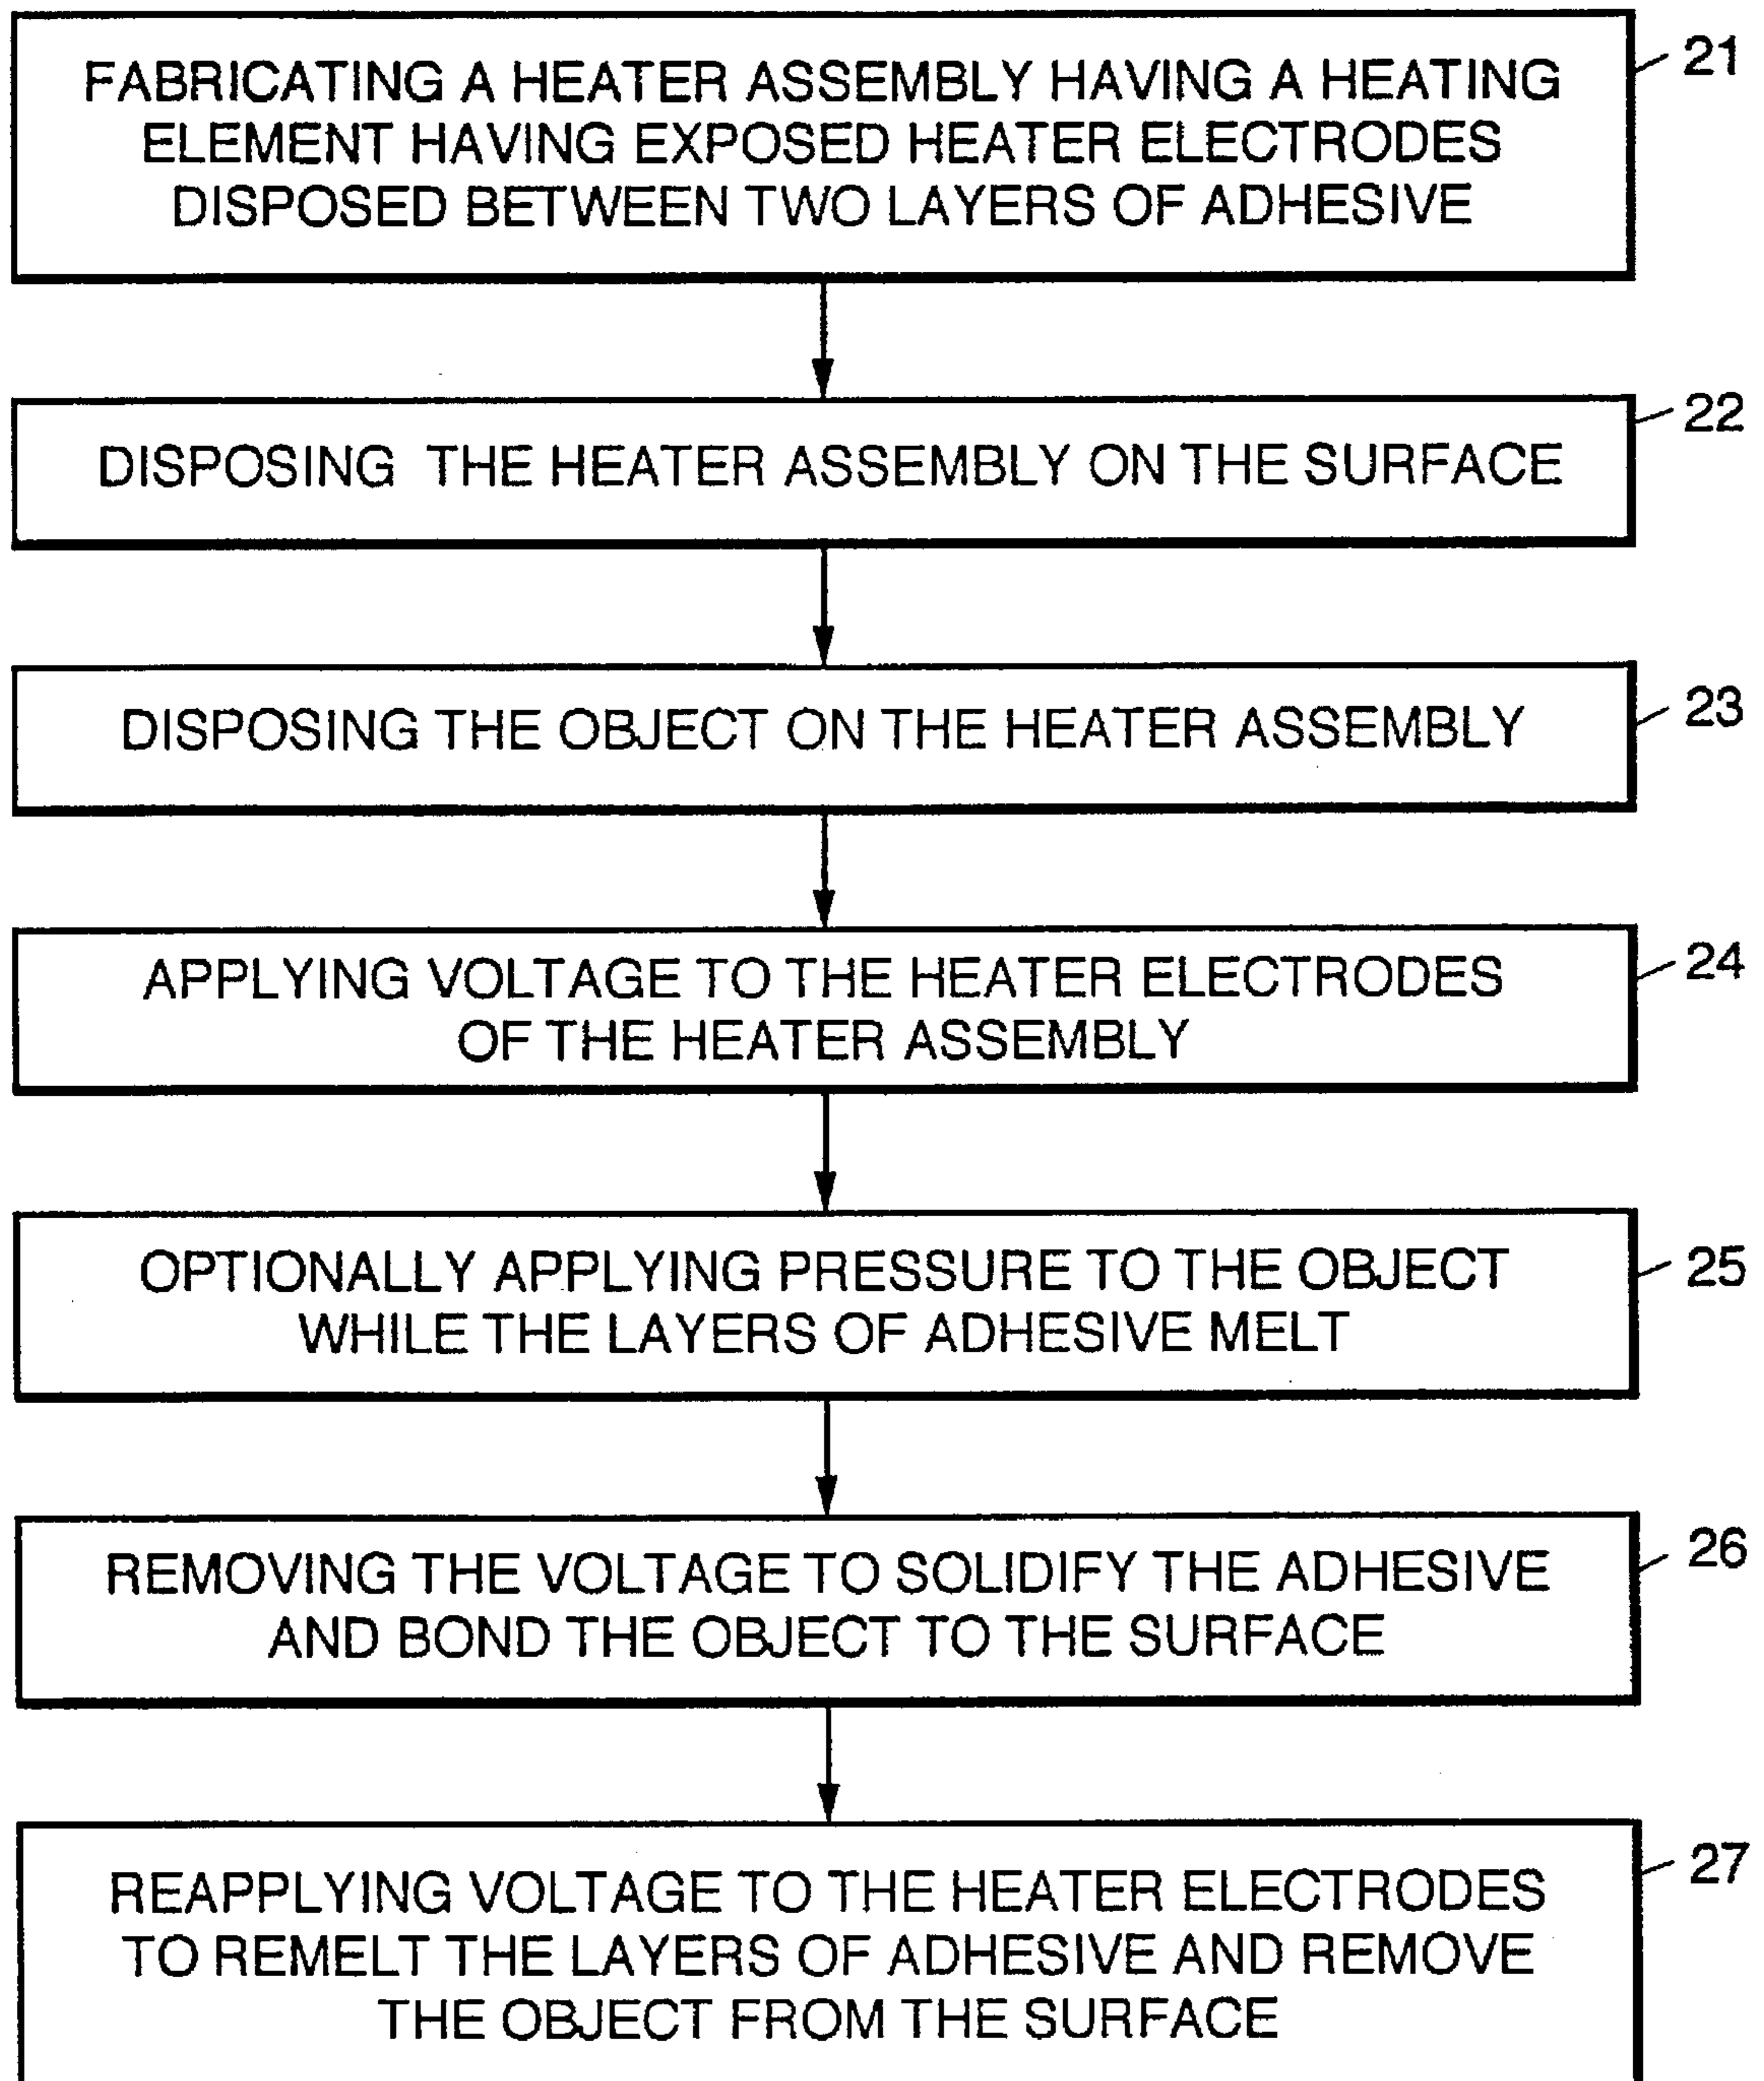 FABRICATING A HEATER ASSEMBLY HAVING A HEATING
ELEMENT HAVING EXPOSED HEATER ELECTRODES
DISPOSED BETWEEN TWO LAYERS OF ADHESIVE
21
DISPOSING THE HEATER ASSEMBLY ON THE SURFACE
22
DISPOSING THE OBJECT ON THE HEATER ASSEMBLY
23
APPLYING VOLTAGE TO THE HEATER ELECTRODES
OF THE HEATER ASSEMBLY
24
OPTIONALLY APPLYING PRESSURE TO THE OBJECT
WHILE THE LAYERS OF ADHESIVE MELT
25
REMOVING THE VOLTAGE TO SOLIDIFY THE ADHESIVE
AND BOND THE OBJECT TO THE SURFACE
26
REAPPLYING VOLTAGE TO THE HEATER ELECTRODES
TO REMELT THE LAYERS OF ADHESIVE AND REMOVE
THE OBJECT FROM THE SURFACE
27